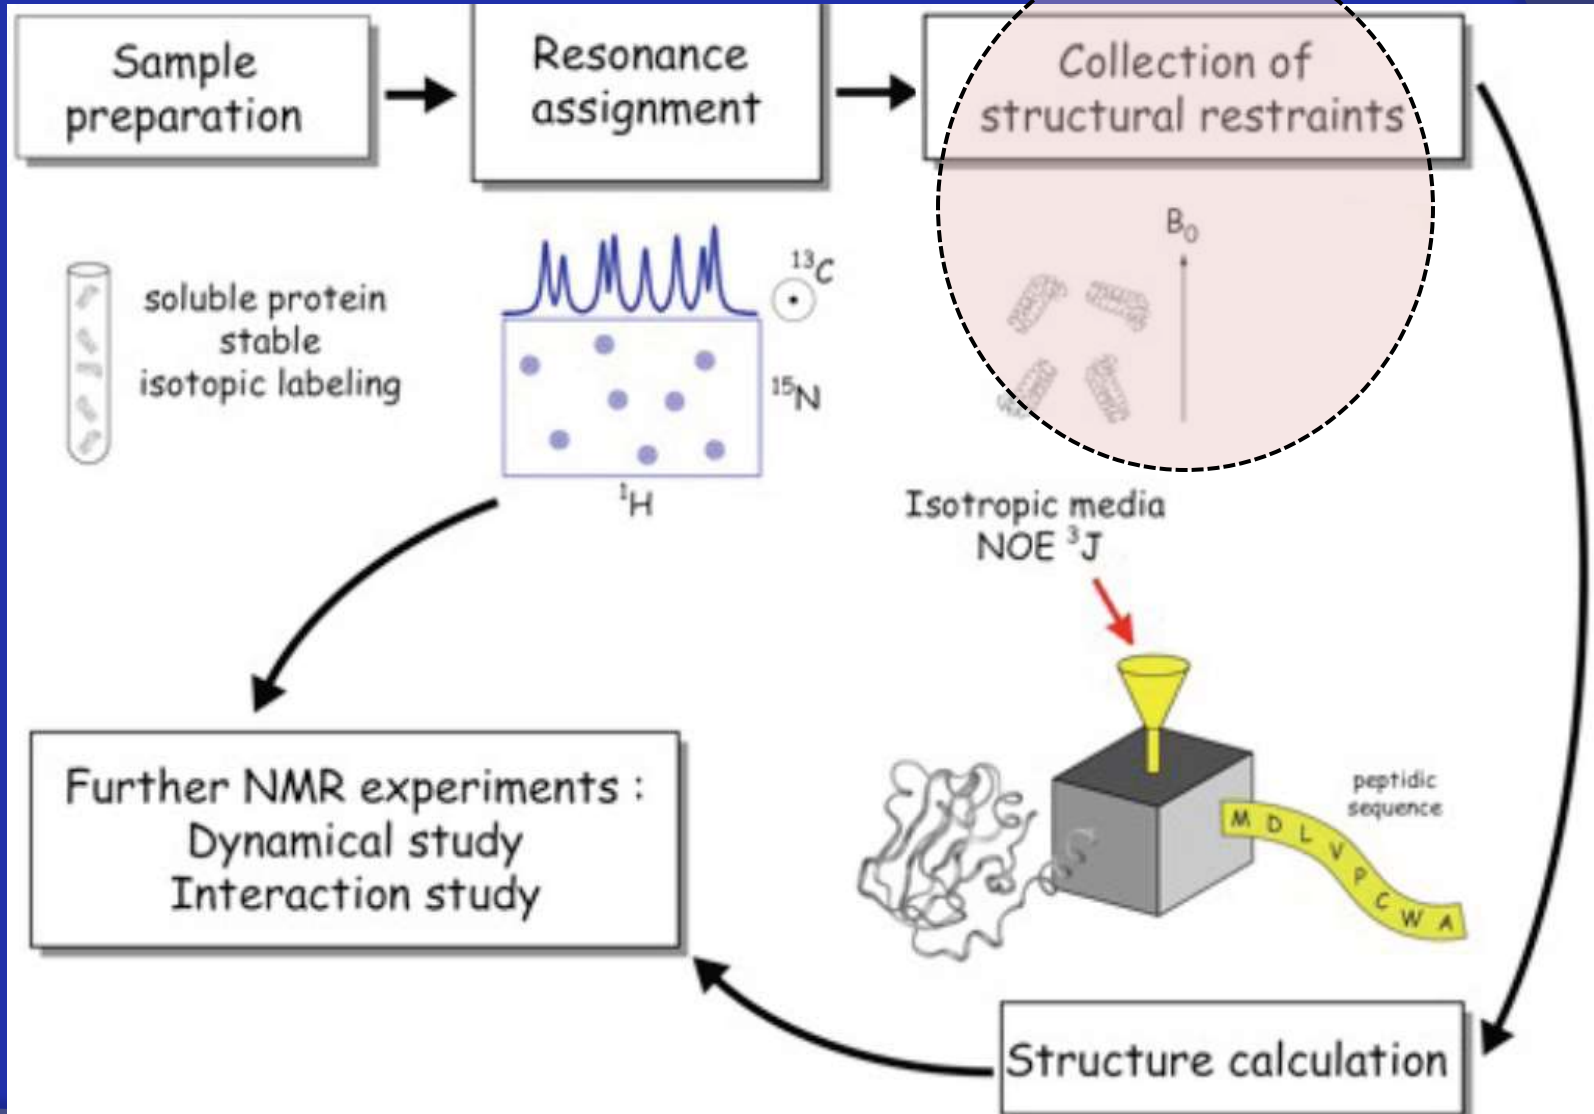 Sample
preparation
Resonance
assignment
Collection of
structural restraints
soluble protein
stable
isotopic labeling
¹³C
¹⁵N
¹H
B₀
Isotropic media
NOE ³J
peptidic
sequence
M D L V P C W A
Further NMR experiments :
Dynamical study
Interaction study
Structure calculation